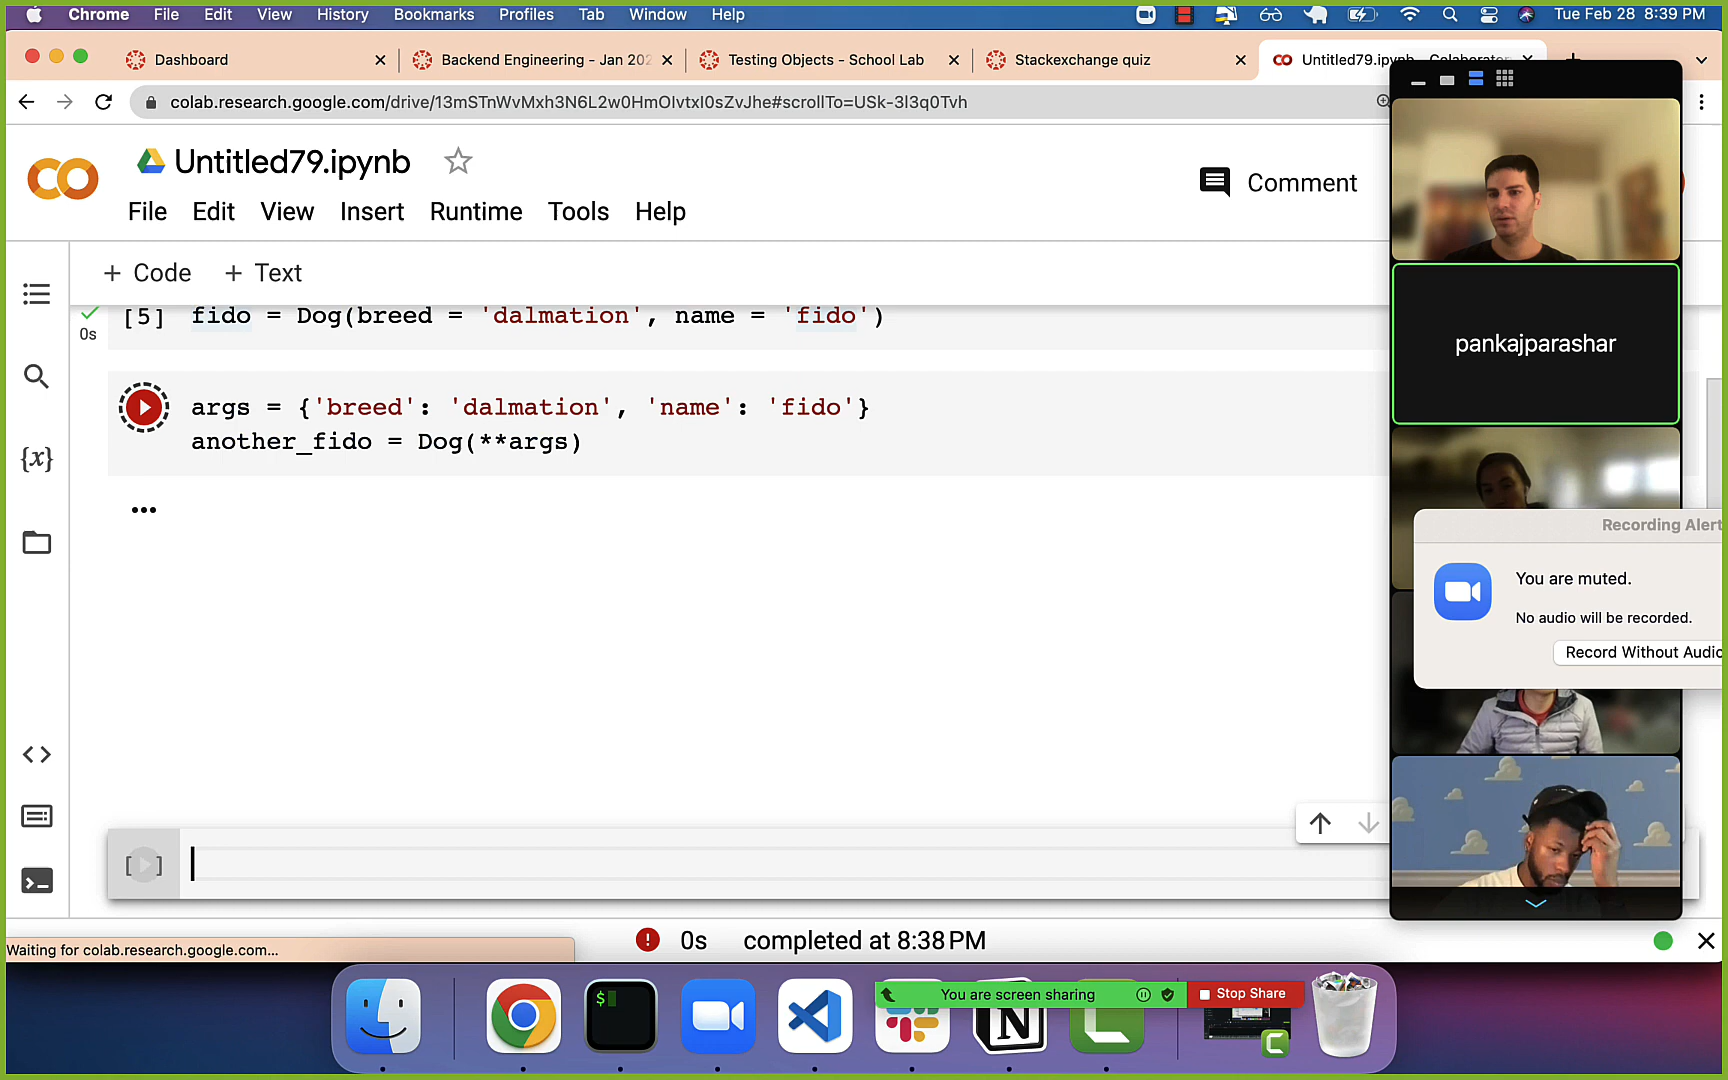 Chrome File Edit View History Bookmarks Profiles Tab Window Help Tue Feb 28 8:39 PM
Dashboard Backend Engineering - Jan 202 Testing Objects - School Lab Stackexchange quiz Untitled79.ipynb - Colaborator
colab.research.google.com/drive/13mSTnWvMxh3N6L2w0HmOIvtxI0sZvJhe#scrollTo=USk-3I3q0Tvh
Untitled79.ipynb
Comment
File Edit View Insert Runtime Tools Help
+ Code + Text
[5] fido = Dog(breed = 'dalmation', name = 'fido')
0s
args = {'breed': 'dalmation', 'name': 'fido'}
another_fido = Dog(**args)
...
{x}
[ ]
pankajparashar
Recording Alert
You are muted.
No audio will be recorded.
Record Without Audio
Waiting for colab.research.google.com...
0s completed at 8:38 PM
You are screen sharing
Stop Share